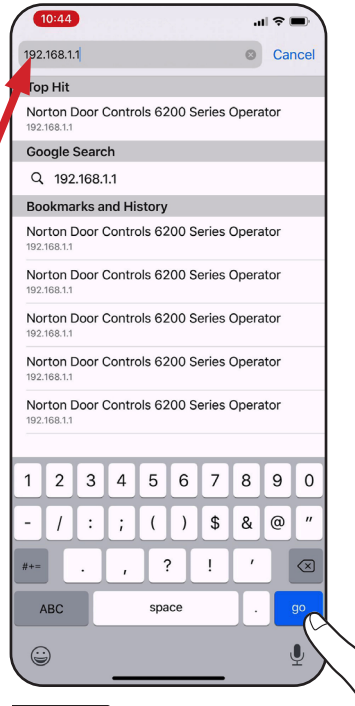 10:44
192.168.1.1
Cancel
Top Hit
Norton Door Controls 6200 Series Operator
192.168.1.1
Google Search
192.168.1.1
Bookmarks and History
Norton Door Controls 6200 Series Operator
192.168.1.1
Norton Door Controls 6200 Series Operator
192.168.1.1
Norton Door Controls 6200 Series Operator
192.168.1.1
Norton Door Controls 6200 Series Operator
192.168.1.1
Norton Door Controls 6200 Series Operator
192.168.1.1
1 2 3 4 5 6 7 8 9 0
- / : ; ( ) $ & @ "
#+= . , ? ! '
ABC space . go